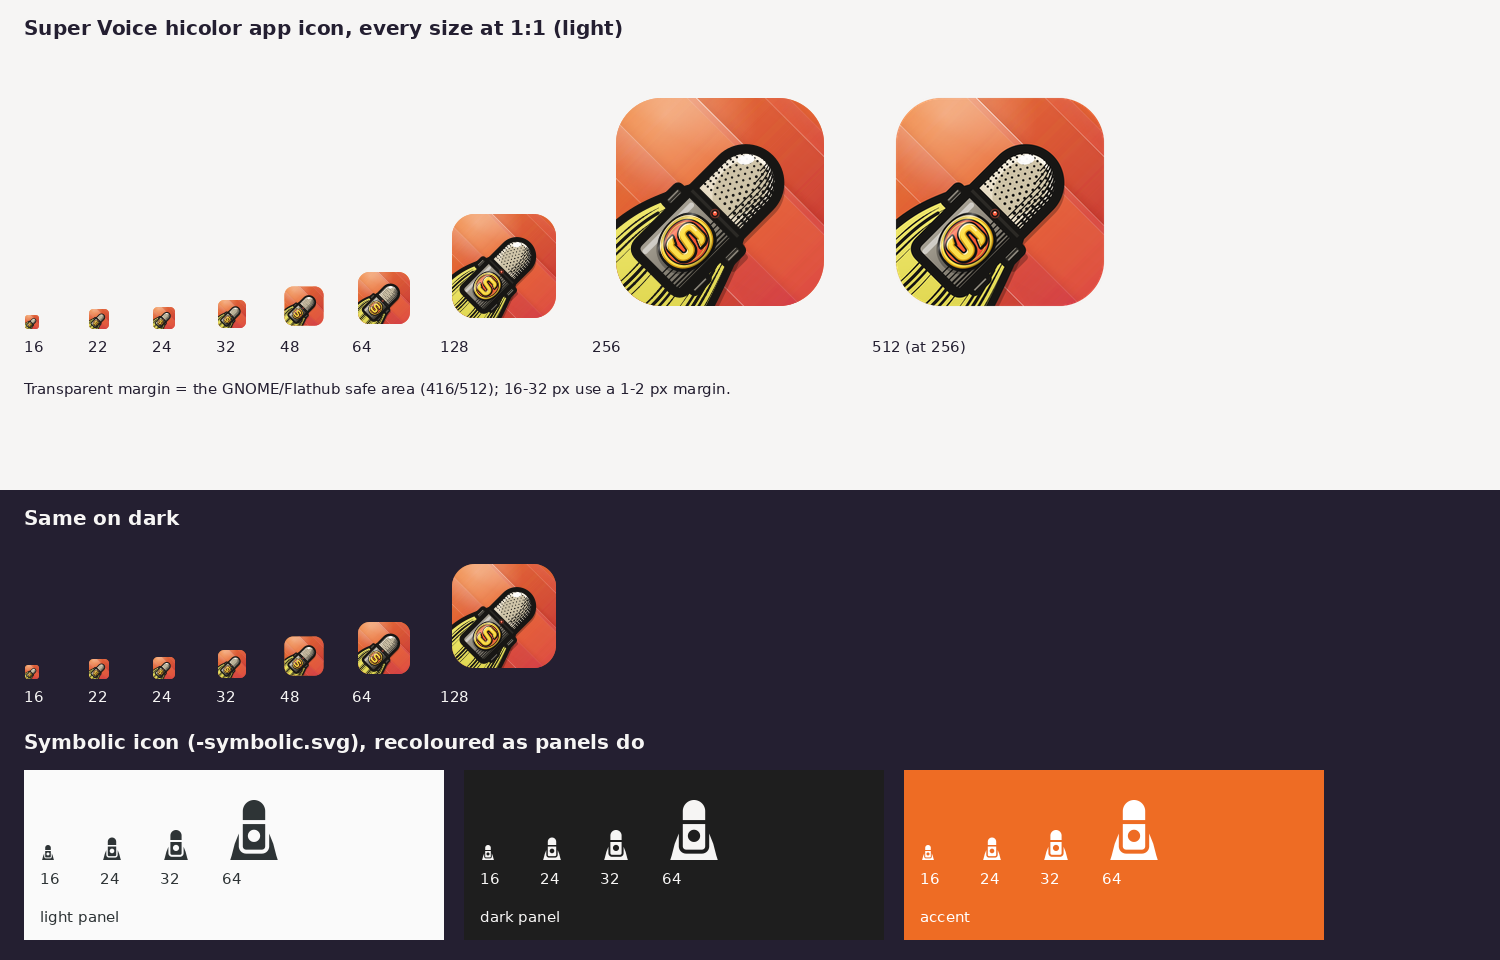 Super Voice hicolor app icon, every size at 1:1 (light)
S S S S S
16 22 24 32 48 64 128 256 512 (at 256)
Transparent margin = the GNOME/Flathub safe area (416/512); 16-32 px use a 1-2 px margin.
Same on dark
S S S
16 22 24 32 48 64 128
Symbolic icon (-symbolic.svg), recoloured as panels do
16 24 32 64 16 24 32 64 16 24 32 64
light panel dark panel accent